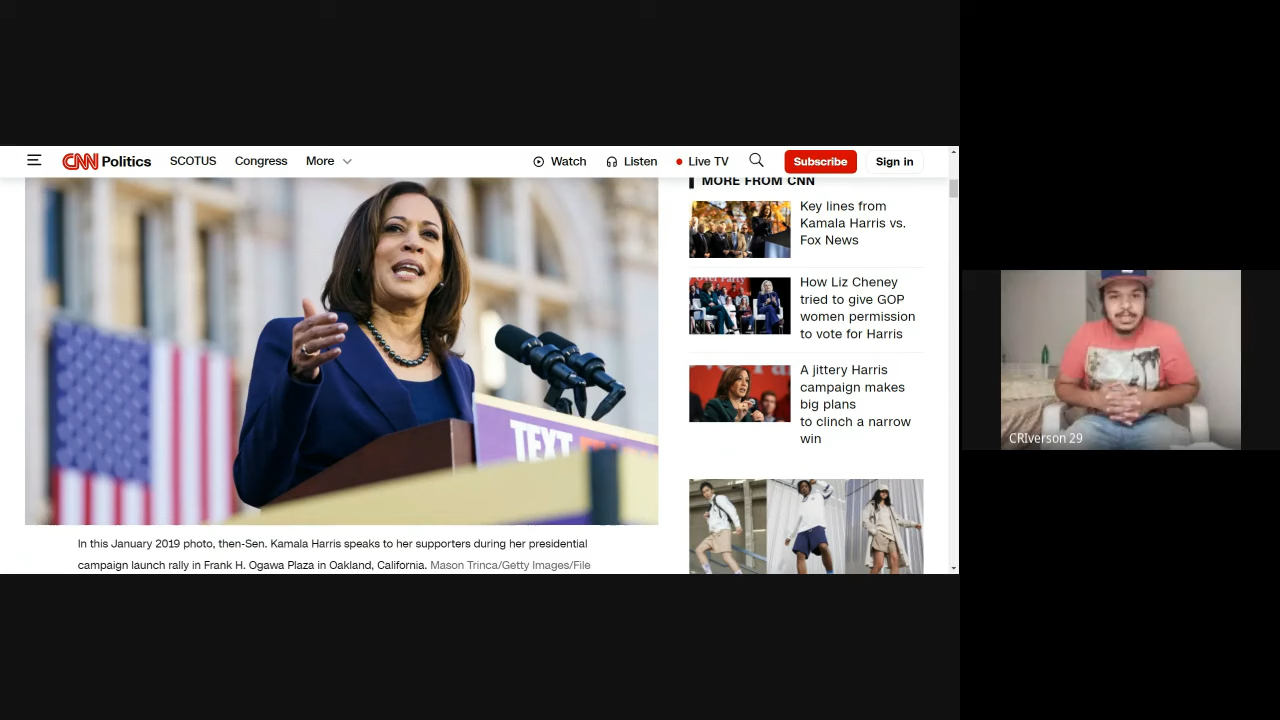 CNN Politics
SCOTUS
Congress
More
Watch
Listen
Live TV
Subscribe
Sign in
TEXT
In this January 2019 photo, then-Sen. Kamala Harris speaks to her supporters during her presidential
campaign launch rally in Frank H. Ogawa Plaza in Oakland, California. Mason Trinca/Getty Images/File
MORE FROM CNN
Key lines from
Kamala Harris vs.
Fox News
How Liz Cheney
tried to give GOP
women permission
to vote for Harris
A jittery Harris
campaign makes
big plans
to clinch a narrow
win
CRIverson 29